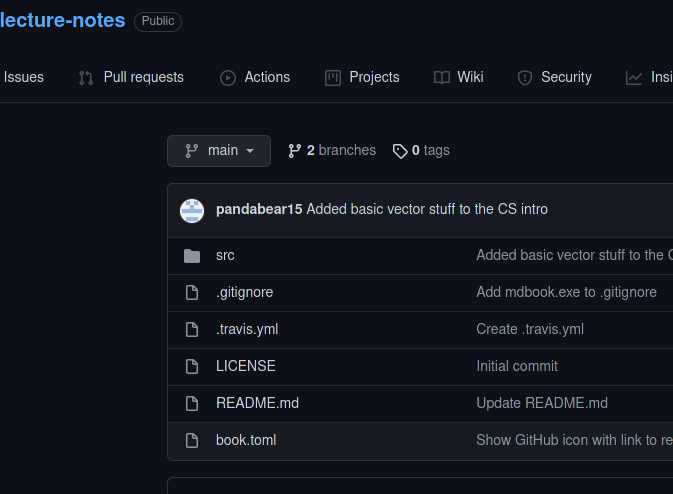 lecture-notes Public
Issues Pull requests Actions Projects Wiki Security Insi
main 2 branches 0 tags
pandabear15 Added basic vector stuff to the CS intro
src Added basic vector stuff to the C
.gitignore Add mdbook.exe to .gitignore
.travis.yml Create .travis.yml
LICENSE Initial commit
README.md Update README.md
book.toml Show GitHub icon with link to re